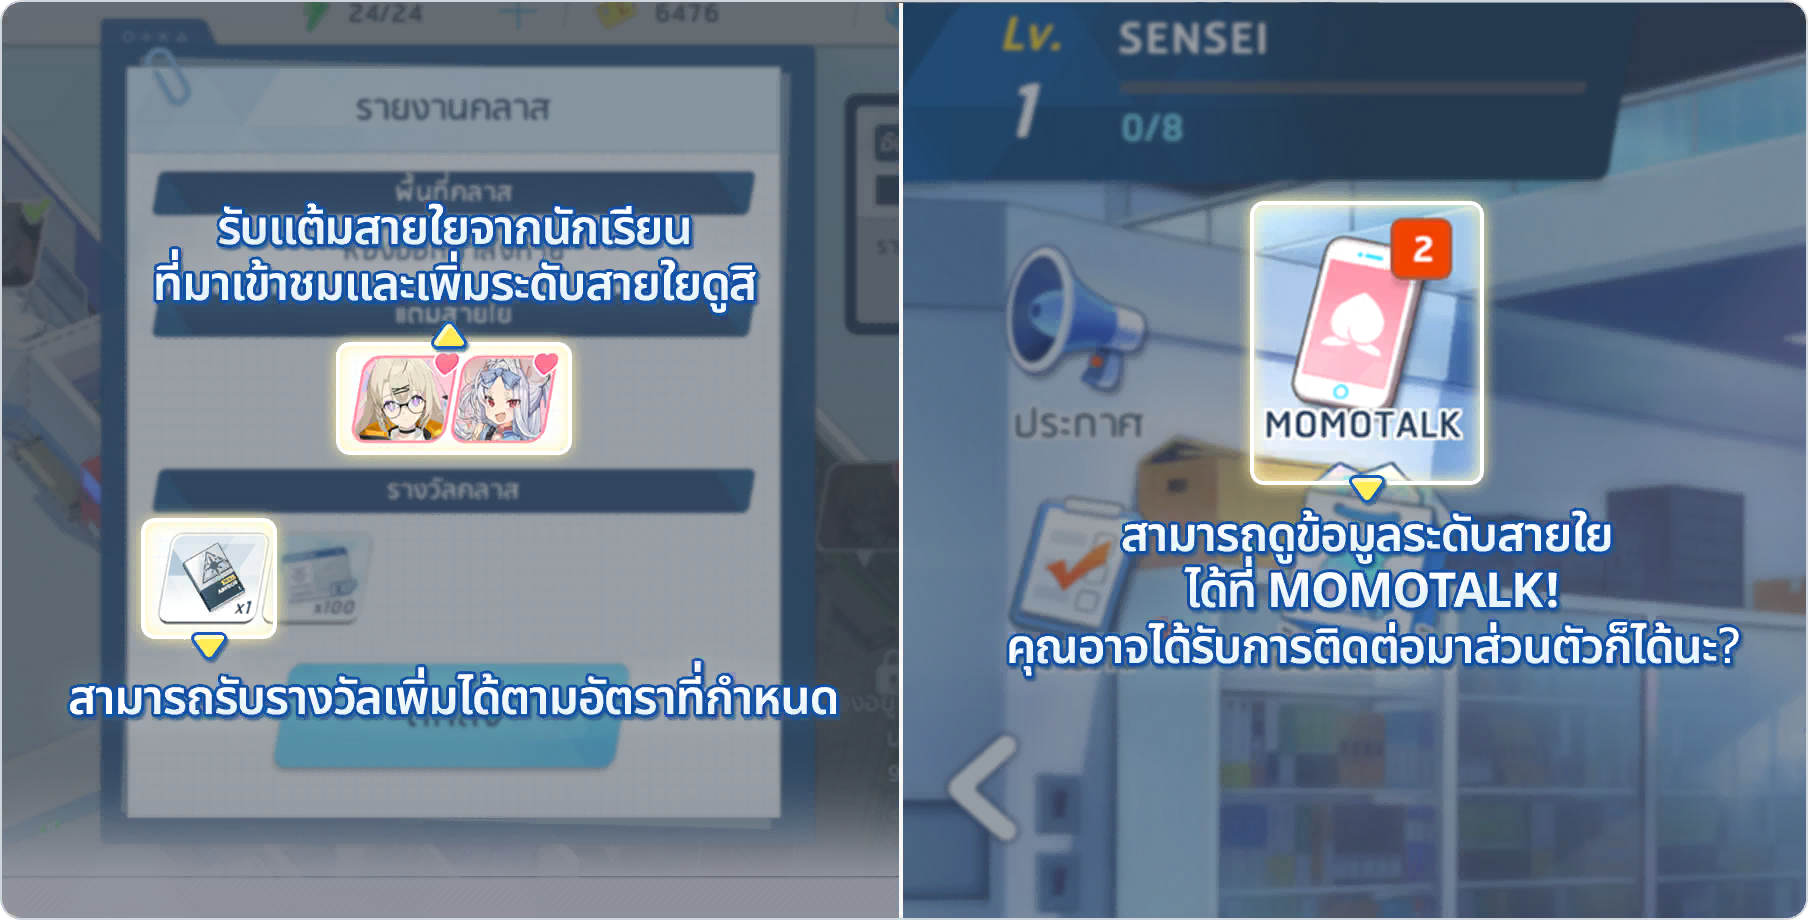 24/24
6476
รายงานคลาส
พื้นที่คลาส
รับแต้มสายใยจากนักเรียน
ที่มาเข้าชมและเพิ่มระดับสายใยดูสิ
แต้มสายใย
รางวัลคลาส
x1
x100
สามารถรับรางวัลเพิ่มได้ตามอัตราที่กำหนด
Lv.
1
SENSEI
0/8
2
ประกาศ
MOMOTALK
สามารถดูข้อมูลระดับสายใย
ได้ที่ MOMOTALK!
คุณอาจได้รับการติดต่อมาส่วนตัวก็ได้นะ?